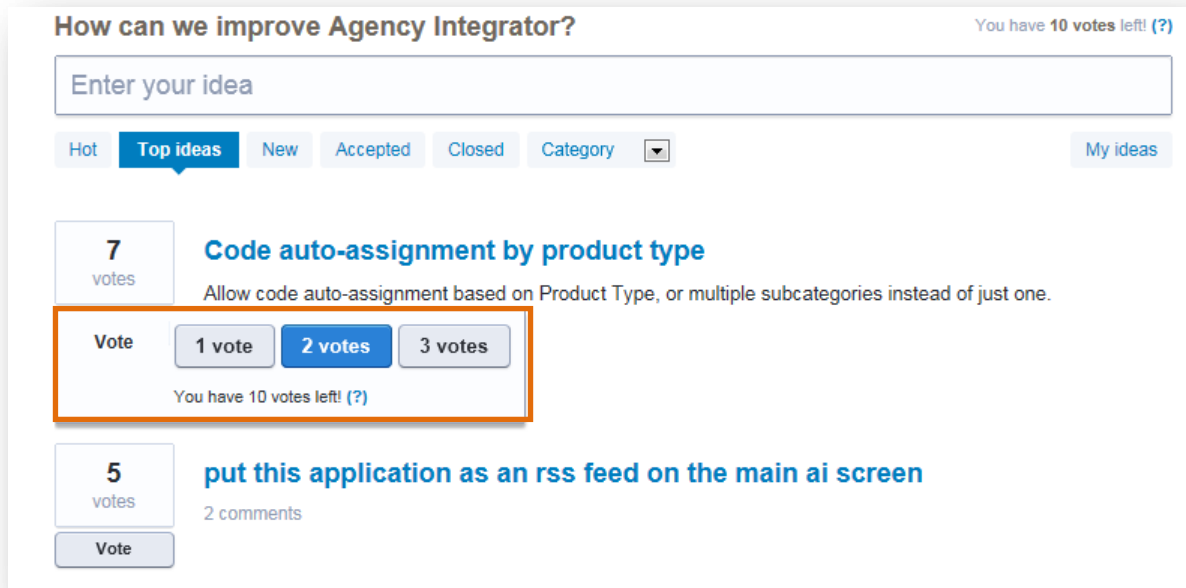 How can we improve Agency Integrator?
You have 10 votes left! (?)
Enter your idea
Hot Top ideas New Accepted Closed Category My ideas
7
votes
Code auto-assignment by product type
Allow code auto-assignment based on Product Type, or multiple subcategories instead of just one.
Vote 1 vote 2 votes 3 votes
You have 10 votes left! (?)
5
votes
put this application as an rss feed on the main ai screen
2 comments
Vote